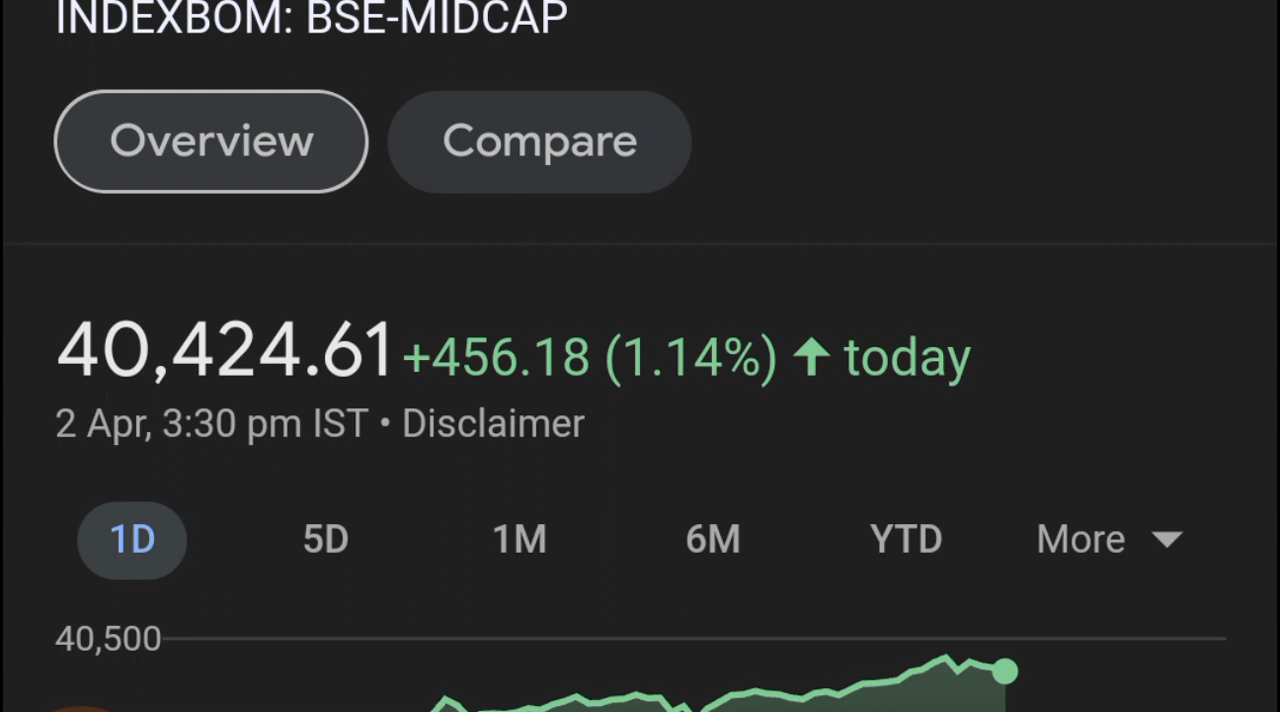 INDEXBOM: BSE-MIDCAP
Overview Compare
40,424.61 +456.18 (1.14%) ↑ today
2 Apr, 3:30 pm IST • Disclaimer
1D 5D 1M 6M YTD More
40,500